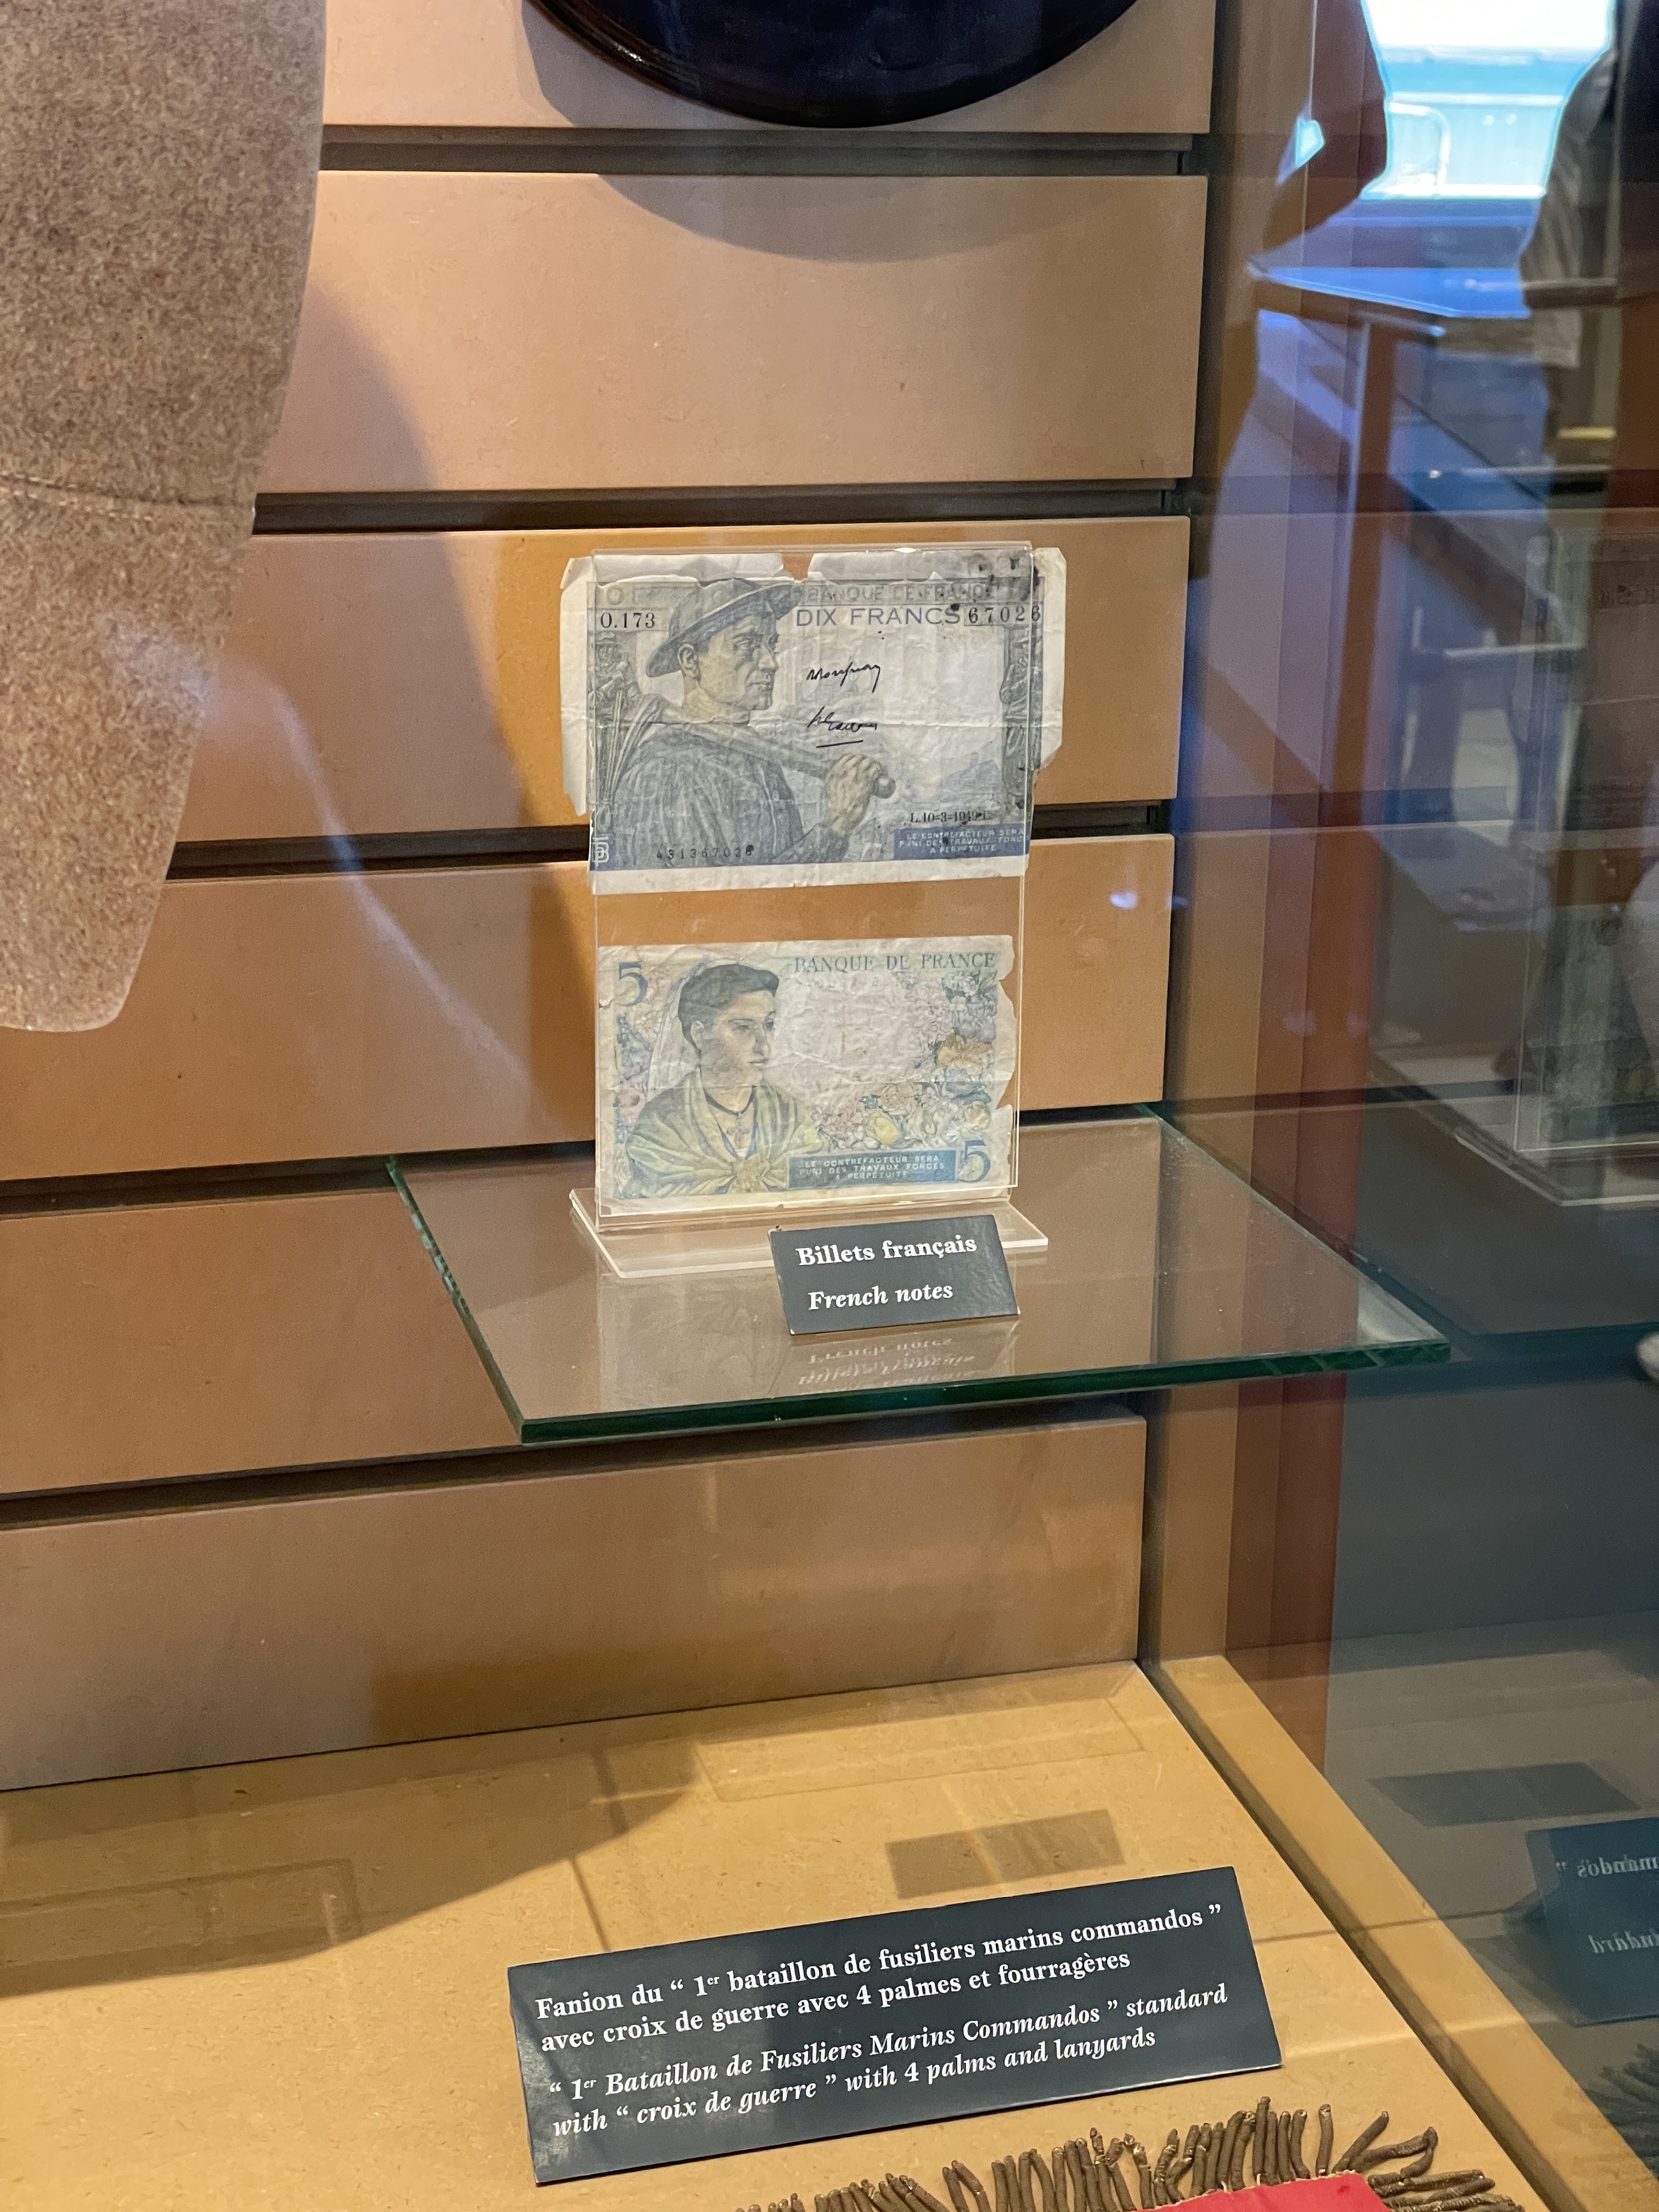 BANQUE DE FRANCE
O.173
DIX FRANCS
67026
L.10-3-1949.L.
LE CONTREFACTEUR SERA
PUNI DES TRAVAUX FORC
A PERPETUITE
431367026
5
BANQUE DE FRANCE
LE CONTREFACTEUR SERA
PUNI DES TRAVAUX FORCES
A PERPETUITE
5
Billets français
French notes
Fanion du “ 1er bataillon de fusiliers marins commandos ”
avec croix de guerre avec 4 palmes et fourragères
“ 1er Bataillon de Fusiliers Marins Commandos ” standard
with “ croix de guerre ” with 4 palms and lanyards